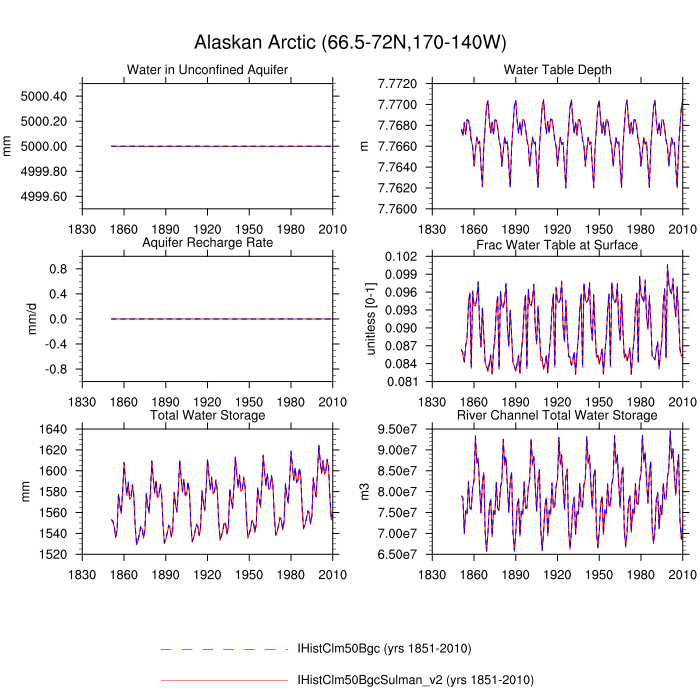 Alaskan Arctic (66.5-72N,170-140W)
Water in Unconfined Aquifer
mm
5000.40
5000.20
5000.00
4999.80
4999.60
1830 1860 1890 1920 1950 1980 2010
Water Table Depth
m
7.7720
7.7700
7.7680
7.7660
7.7640
7.7620
7.7600
1830 1860 1890 1920 1950 1980 2010
Aquifer Recharge Rate
mm/d
0.8
0.4
0.0
-0.4
-0.8
1830 1860 1890 1920 1950 1980 2010
Frac Water Table at Surface
unitless [0-1]
0.102
0.099
0.096
0.093
0.090
0.087
0.084
0.081
1830 1860 1890 1920 1950 1980 2010
Total Water Storage
mm
1640
1620
1600
1580
1560
1540
1520
1830 1860 1890 1920 1950 1980 2010
River Channel Total Water Storage
m3
9.50e7
9.00e7
8.50e7
8.00e7
7.50e7
7.00e7
6.50e7
1830 1860 1890 1920 1950 1980 2010
IHistClm50Bgc (yrs 1851-2010)
IHistClm50BgcSulman_v2 (yrs 1851-2010)